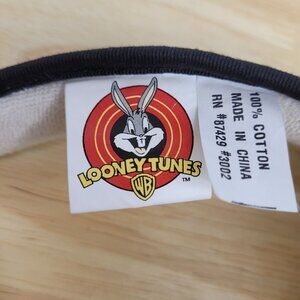 LOONEY TUNES
WB
TM
100% COTTON
MADE IN CHINA
RN #87429 #3002